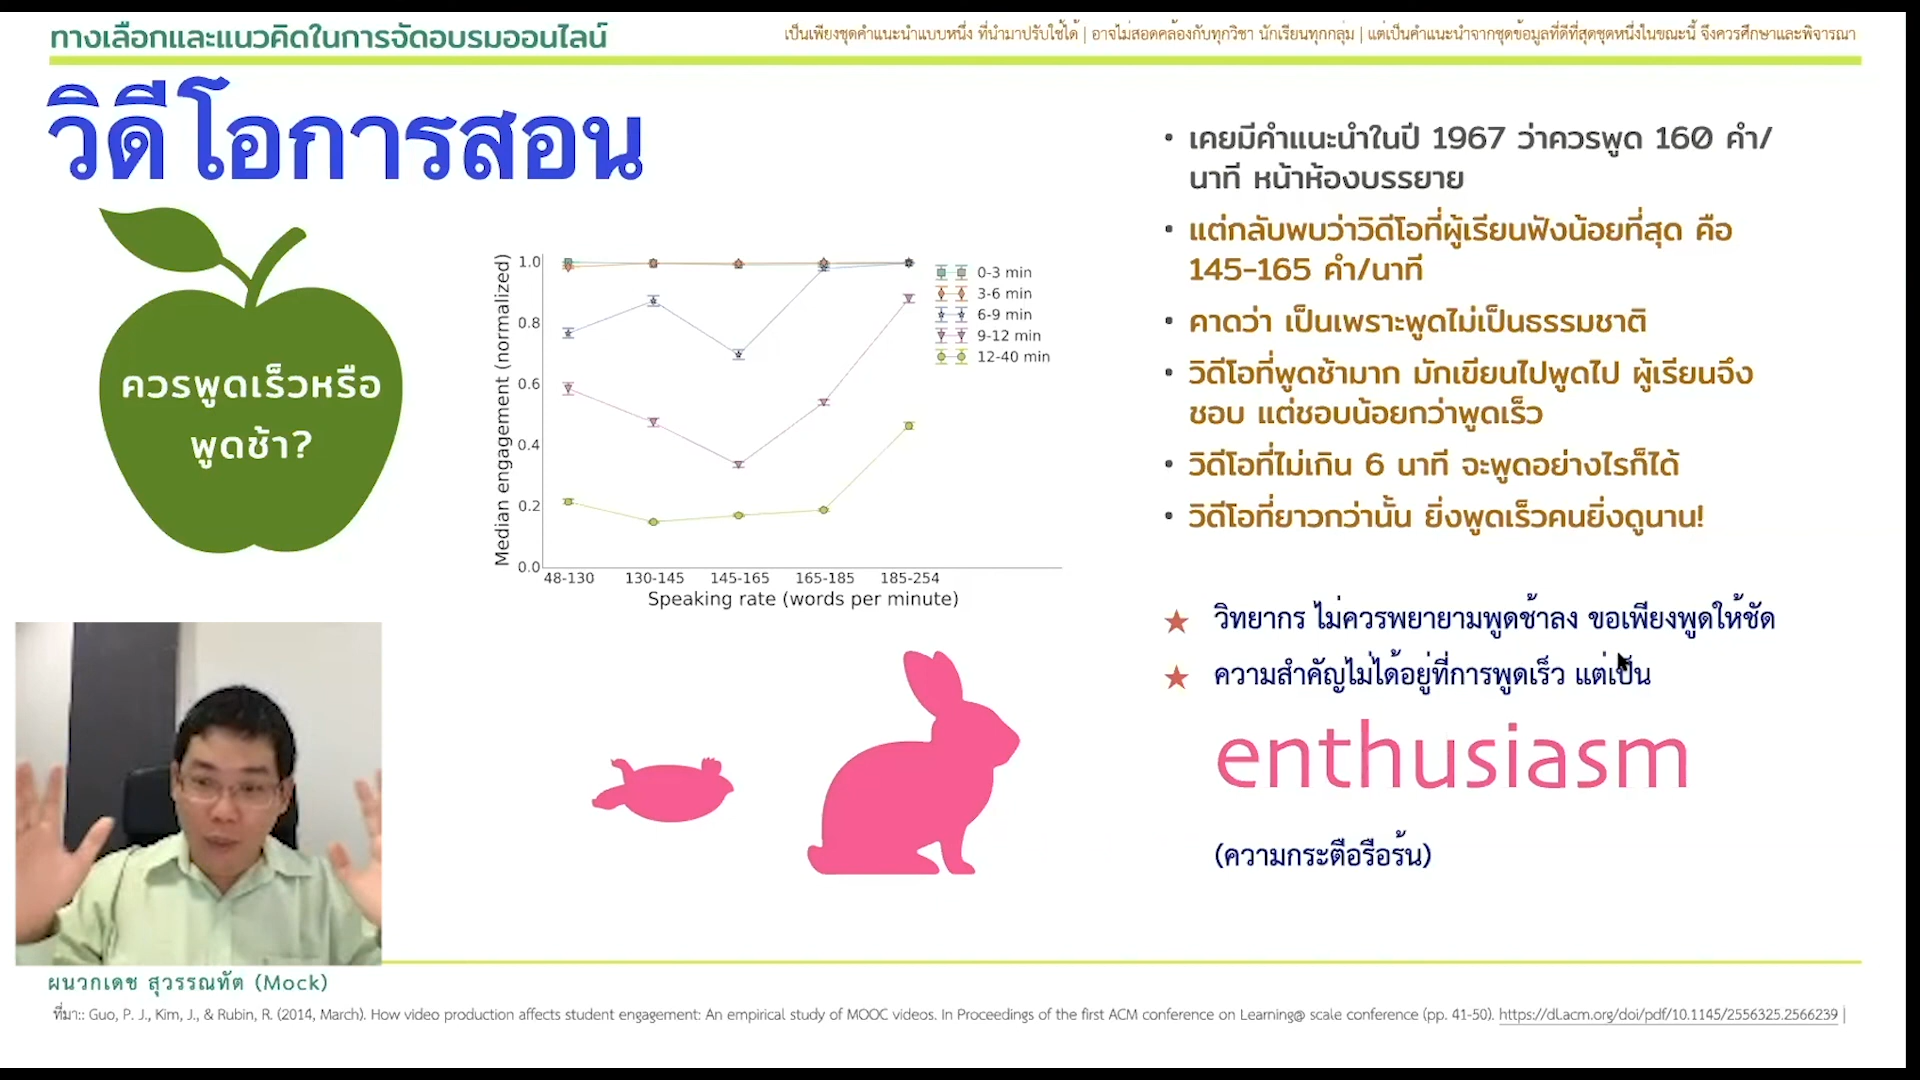 ทางเลือกและแนวคิดในการจัดอบรมออนไลน์
เป็นเพียงชุดคำแนะนำแบบหนึ่ง ที่นำมาปรับใช้ได้ | อาจไม่สอดคล้องกับทุกวิชา นักเรียนทุกกลุ่ม | แต่เป็นคำแนะนำจากชุดข้อมูลที่ดีที่สุดชุดหนึ่งในขณะนี้ จึงควรศึกษาและพิจารณา
วิดีโอการสอน
ควรพูดเร็วหรือ
พูดช้า?
Median engagement (normalized)
1.0
0.8
0.6
0.4
0.2
0.0
48-130 130-145 145-165 165-185 185-254
Speaking rate (words per minute)
0-3 min
3-6 min
6-9 min
9-12 min
12-40 min
• เคยมีคำแนะนำในปี 1967 ว่าควรพูด 160 คำ/
นาที หน้าห้องบรรยาย
• แต่กลับพบว่าวิดีโอที่ผู้เรียนฟังน้อยที่สุด คือ
145-165 คำ/นาที
• คาดว่า เป็นเพราะพูดไม่เป็นธรรมชาติ
• วิดีโอที่พูดช้ามาก มักเขียนไปพูดไป ผู้เรียนจึง
ชอบ แต่ชอบน้อยกว่าพูดเร็ว
• วิดีโอที่ไม่เกิน 6 นาที จะพูดอย่างไรก็ได้
• วิดีโอที่ยาวกว่านั้น ยิ่งพูดเร็วคนยิ่งดูนาน!
★ วิทยากร ไม่ควรพยายามพูดช้าลง ขอเพียงพูดให้ชัด
★ ความสำคัญไม่ได้อยู่ที่การพูดเร็ว แต่เป็น
enthusiasm
(ความกระตือรือร้น)
ผนวกเดช สุวรรณทัต (Mock)
ที่มา:: Guo, P. J., Kim, J., & Rubin, R. (2014, March). How video production affects student engagement: An empirical study of MOOC videos. In Proceedings of the first ACM conference on Learning@ scale conference (pp. 41-50). https://dl.acm.org/doi/pdf/10.1145/2556325.2566239 |